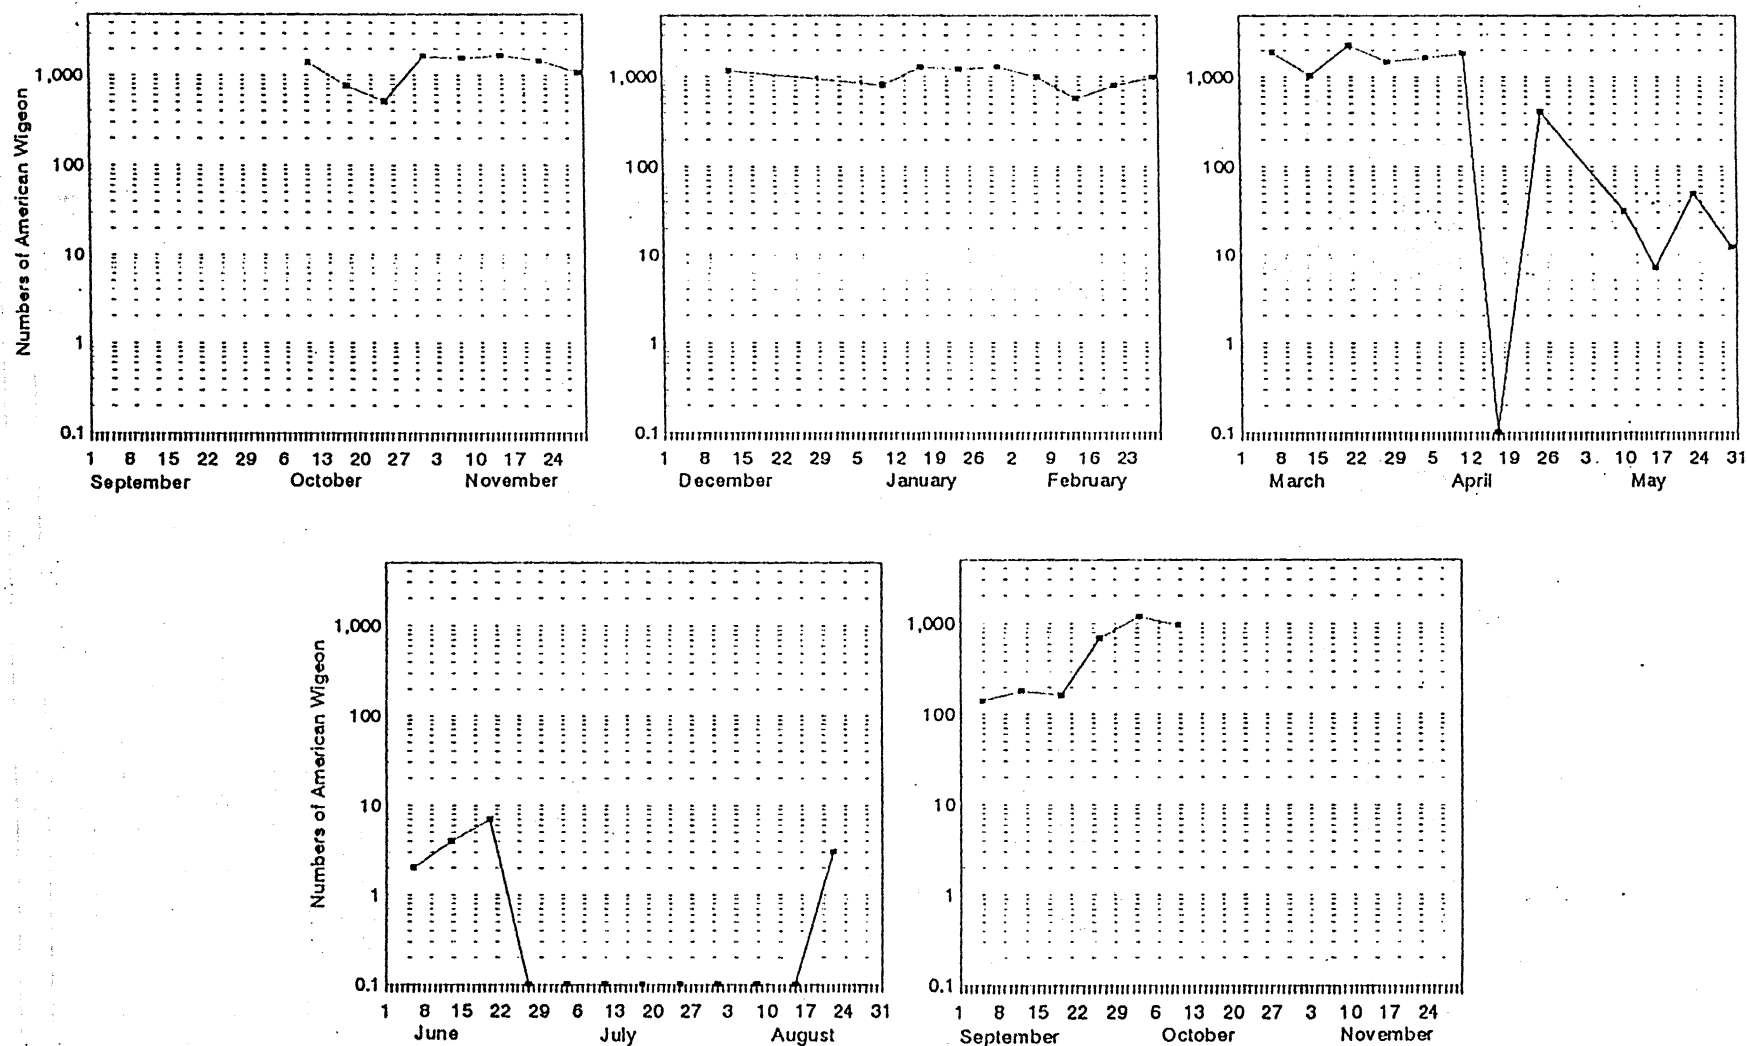 Numbers of American Wigeon
1,000
100
10
1
0.1
1 8 15 22 29 6 13 20 27 3 10 17 24
September October November
1,000
100
10
1
0.1
1 8 15 22 29 5 12 19 26 2 9 16 23
December January February
1,000
100
10
1
0.1
1 8 15 22 29 5 12 19 26 3 10 17 24 31
March April May
Numbers of American Wigeon
1,000
100
10
1
0.1
1 8 15 22 29 6 13 20 27 3 10 17 24 31
June July August
1,000
100
10
1
0.1
1 8 15 22 29 6 13 20 27 3 10 17 24
September October November